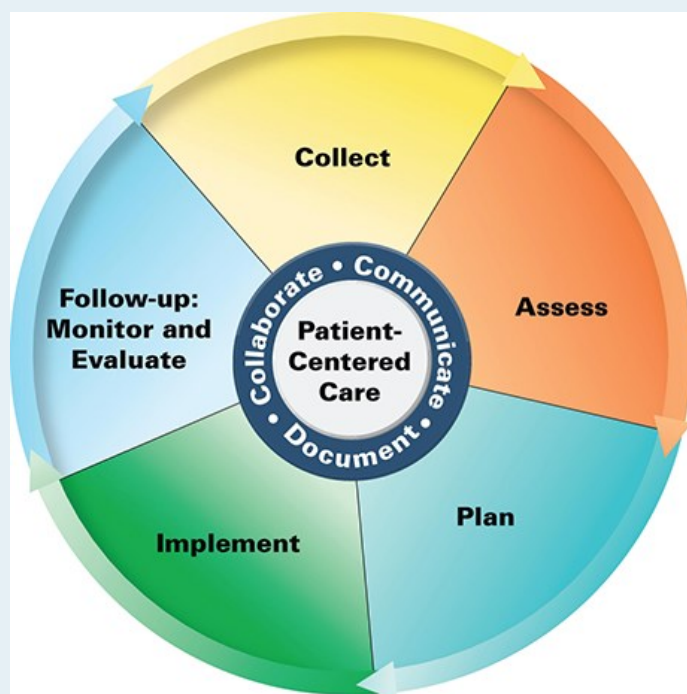 Collect
Assess
Plan
Implement
Follow-up:
Monitor and
Evaluate
Collaborate • Communicate • Document •
Patient-
Centered
Care